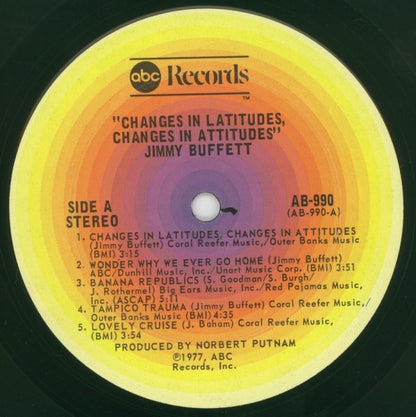 abc Records
™
"CHANGES IN LATITUDES,
CHANGES IN ATTITUDES"
JIMMY BUFFETT
SIDE A
STEREO
AB-990
(AB-990-A)
1. CHANGES IN LATITUDES, CHANGES IN ATTITUDES
(Jimmy Buffett) Coral Reefer Music,/Outer Banks Music
(BMI) 3:15
2. WONDER WHY WE EVER GO HOME (Jimmy Buffett)
ABC/Dunhill Music, Inc./Unart Music Corp. (BMI) 3:51
3. BANANA REPUBLICS (S. Goodman/S. Burgh/
J. Rothermel) Big Ears Music, Inc./Red Pajamas Music,
Inc. (ASCAP) 5:11
4. TAMPICO TRAUMA (Jimmy Buffett) Coral Reefer Music,/
Outer Banks Music (BMI) 4:35
5. LOVELY CRUISE (J. Baham) Coral Reefer Music,
(BMI) 3:54
PRODUCED BY NORBERT PUTNAM
℗1977, ABC
Records, Inc.